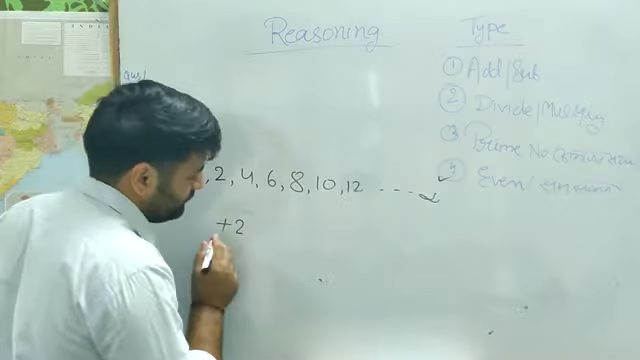 Reasoning
Type
① Add/Sub
② Divide/Multiply
③ Prime No
④ Even/
Ques
, 2, 4, 6, 8, 10, 12 ....
+2